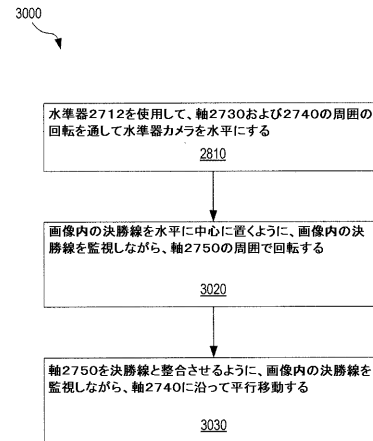 3000
水準器2712を使用して、軸2730および2740の周囲の
回転を通して水準器カメラを水平にする
2810
画像内の決勝線を水平に中心に置くように、画像内の決
勝線を監視しながら、軸2750の周囲で回転する
3020
軸2750を決勝線と整合させるように、画像内の決勝線を
監視しながら、軸2740に沿って平行移動する
3030